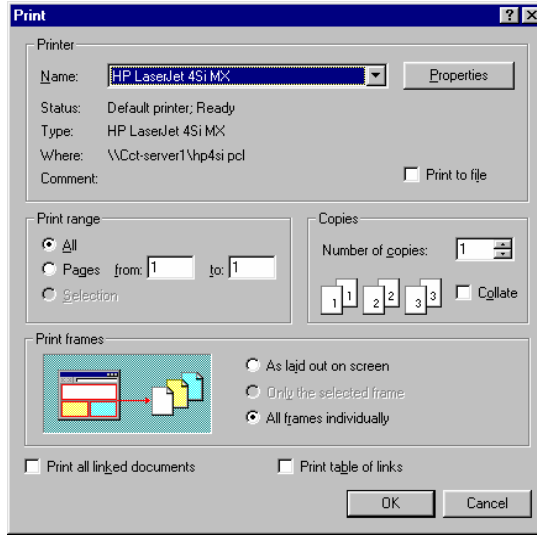 Print
Printer
Name: HP LaserJet 4Si MX Properties
Status: Default printer; Ready
Type: HP LaserJet 4Si MX
Where: \\Cct-server1\hp4si pcl
Comment: Print to file
Print range
All
Pages from: 1 to: 1
Selection
Copies
Number of copies: 1
1 1 2 2 3 3 Collate
Print frames
As laid out on screen
Only the selected frame
All frames individually
Print all linked documents Print table of links
OK Cancel